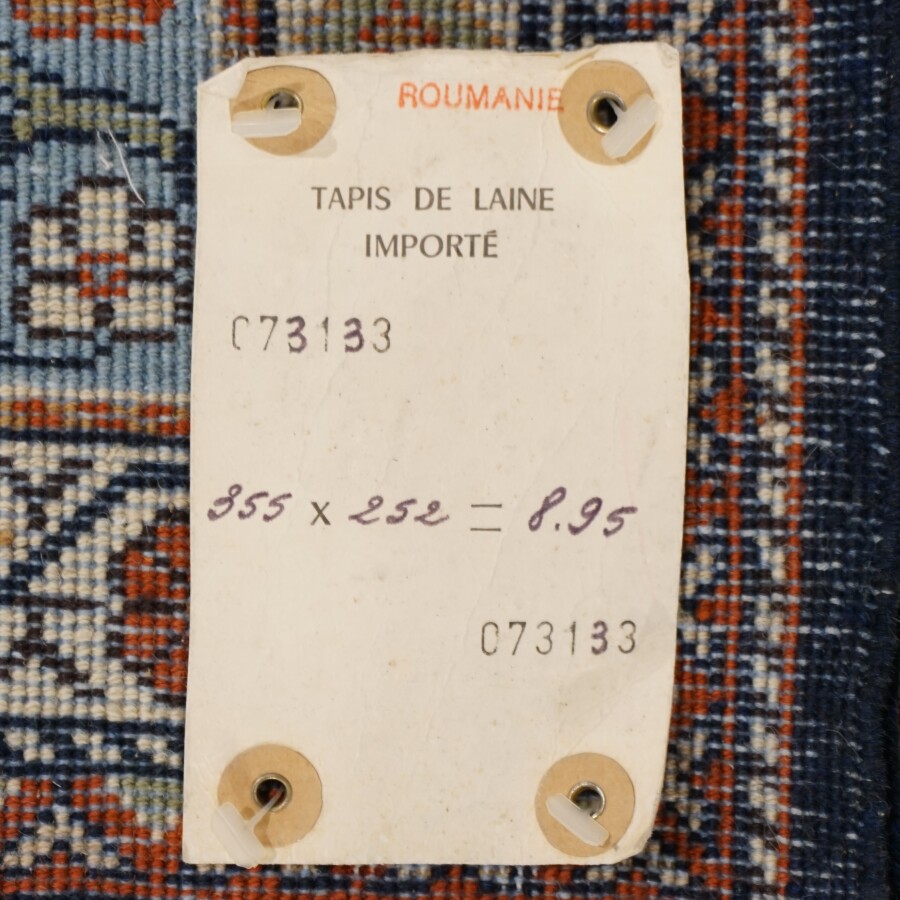 ROUMANIE
TAPIS DE LAINE
IMPORTÉ
073133
355 x 252 = 8.95
073133